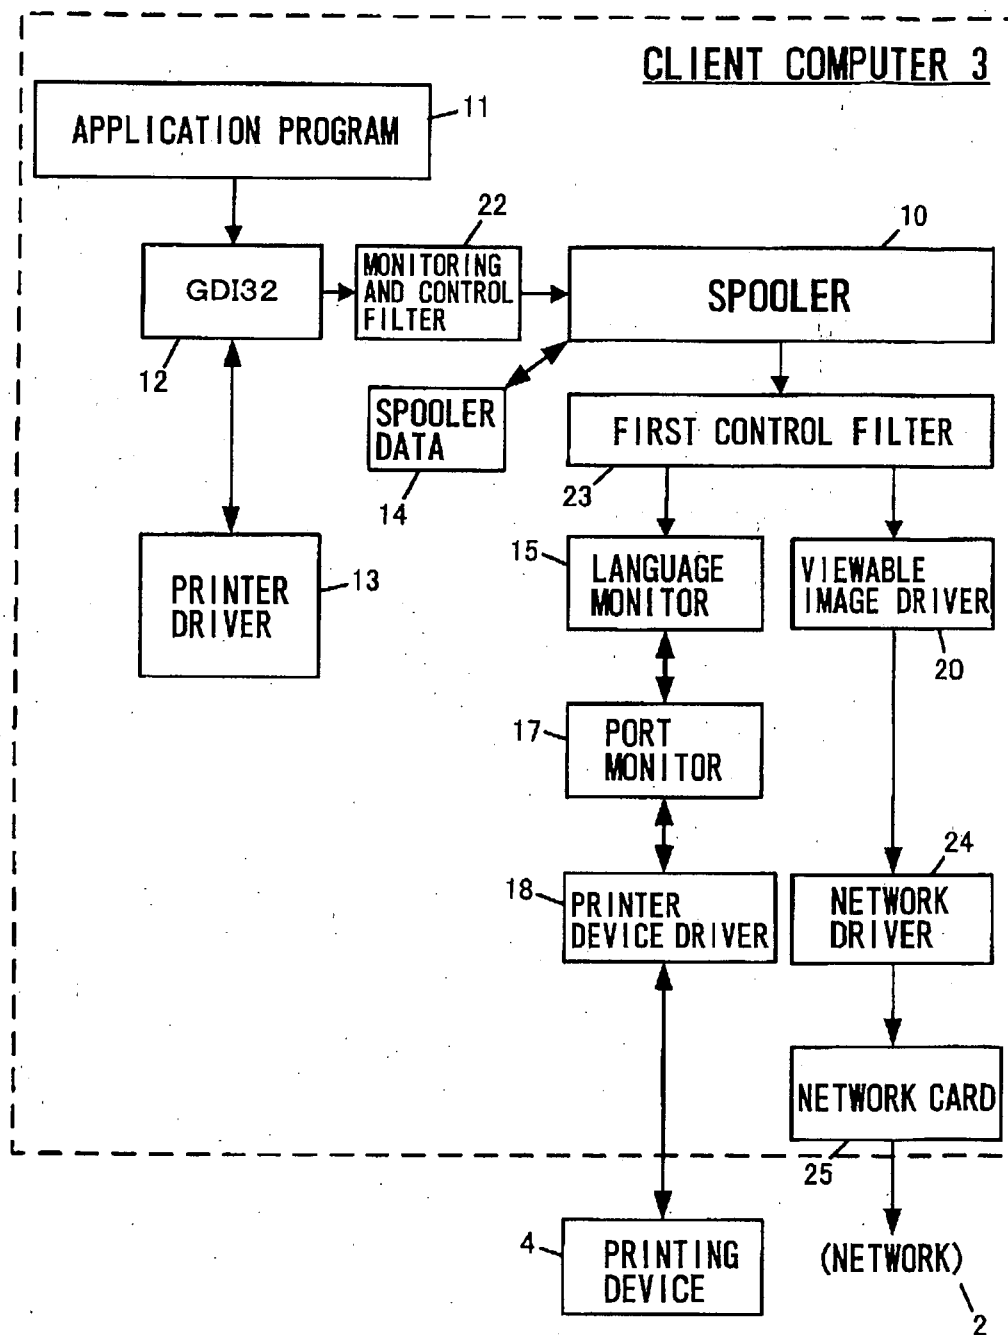 CLIENT COMPUTER 3
11
APPLICATION PROGRAM
22
10
GDI32
MONITORING
AND CONTROL
FILTER
SPOOLER
12
SPOOLER
DATA
14
FIRST CONTROL FILTER
23
PRINTER
DRIVER
13
15
LANGUAGE
MONITOR
VIEWABLE
IMAGE DRIVER
20
17
PORT
MONITOR
24
18
PRINTER
DEVICE DRIVER
NETWORK
DRIVER
NETWORK CARD
25
4
PRINTING
DEVICE
(NETWORK)
2